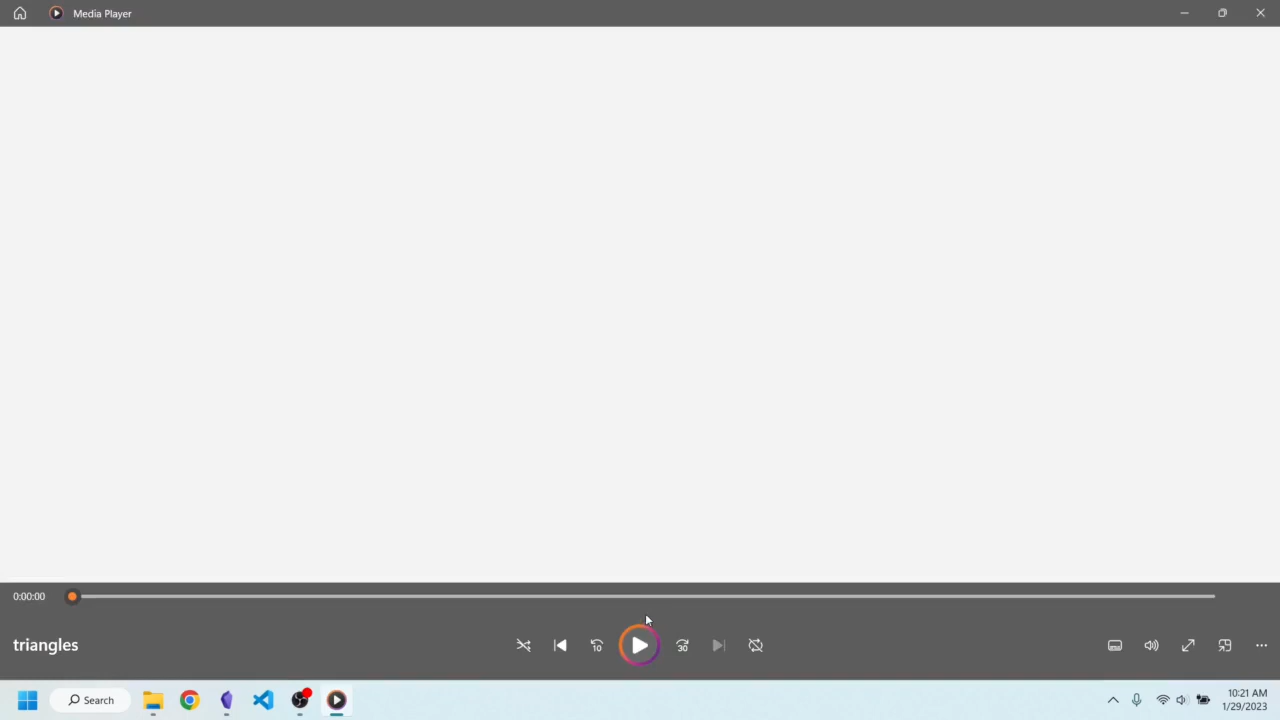 Media Player
0:00:00
triangles
10
30
Search
10:21 AM
1/29/2023